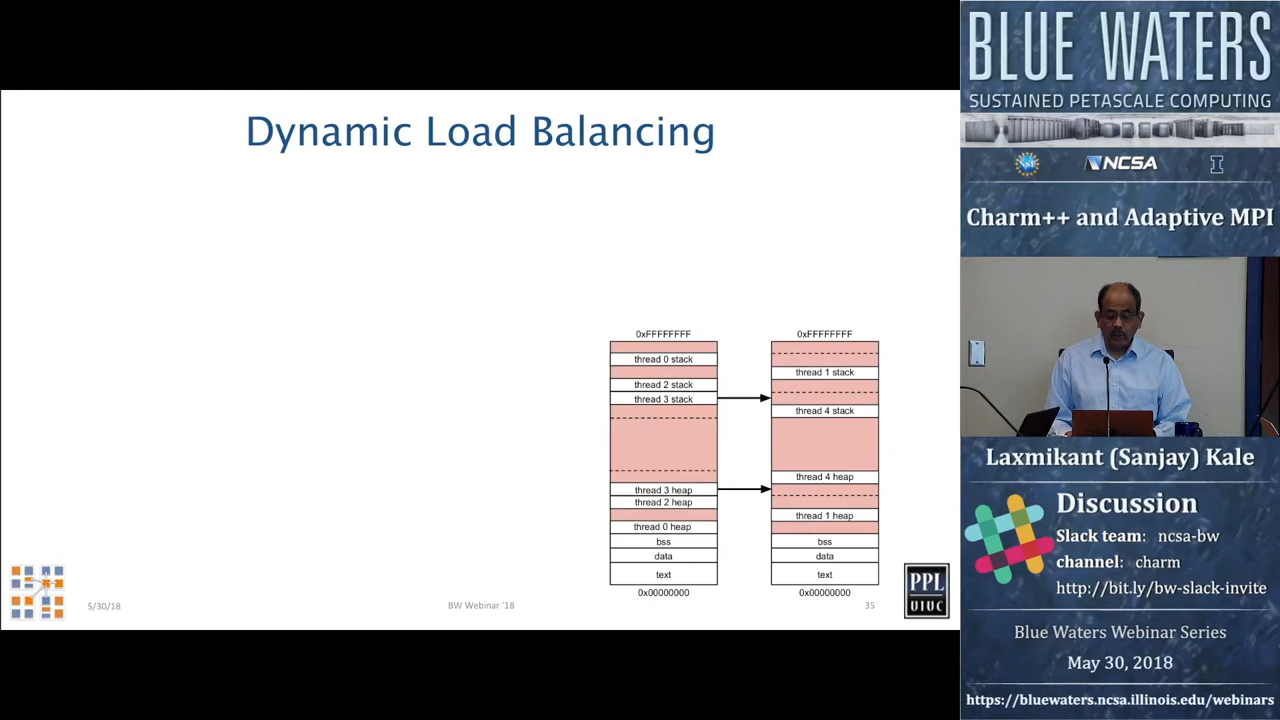 Dynamic Load Balancing
0xFFFFFFFF
thread 0 stack
thread 2 stack
thread 3 stack
thread 3 heap
thread 2 heap
thread 0 heap
bss
data
text
0x00000000
0xFFFFFFFF
thread 1 stack
thread 4 stack
thread 4 heap
thread 1 heap
bss
data
text
0x00000000
5/30/18
BW Webinar '18
35
PPL
UIUC
BLUE WATERS
SUSTAINED PETASCALE COMPUTING
NSF
NCSA
I
Charm++ and Adaptive MPI
Laxmikant (Sanjay) Kale
Discussion
Slack team: ncsa-bw
channel: charm
http://bit.ly/bw-slack-invite
Blue Waters Webinar Series
May 30, 2018
https://bluewaters.ncsa.illinois.edu/webinars